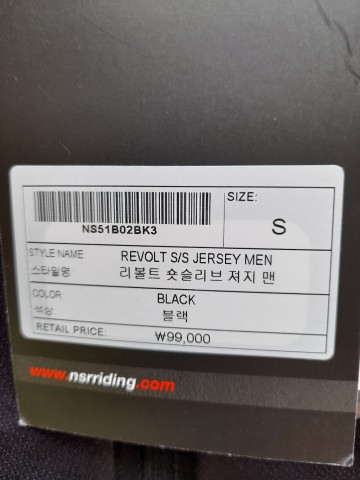 SIZE:
NS51B02BK3
S
STYLE NAME REVOLT S/S JERSEY MEN
스타일명 리볼트 숏슬리브 져지 맨
COLOR BLACK
색상 블랙
RETAIL PRICE: ₩99,000
www.nsrriding.com